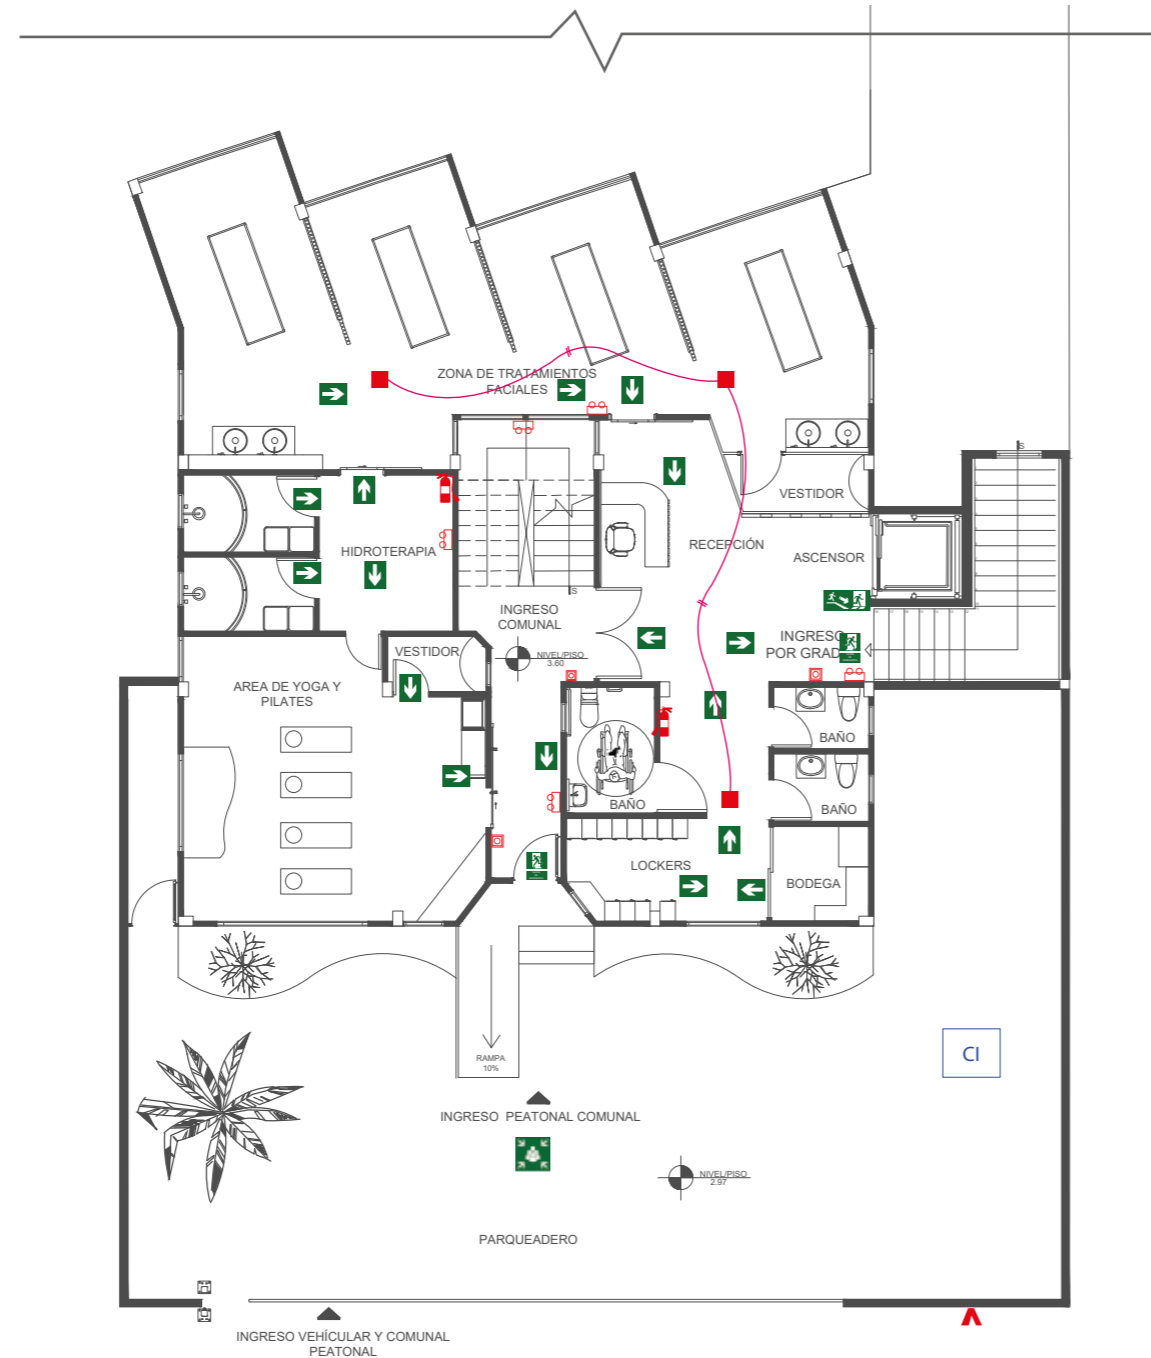 ZONA DE TRATAMIENTOS
FACIALES
VESTIDOR
S
HIDROTERAPIA
RECEPCIÓN
ASCENSOR
S
INGRESO
COMUNAL
NIVEL/PISO
3.60
INGRESO
POR GRAD
VESTIDOR
AREA DE YOGA Y
PILATES
BAÑO
BAÑO
BAÑO
LOCKERS
BODEGA
RAMPA
10%
CI
INGRESO PEATONAL COMUNAL
NIVEL/PISO
2.97
PARQUEADERO
INGRESO VEHÍCULAR Y COMUNAL
PEATONAL